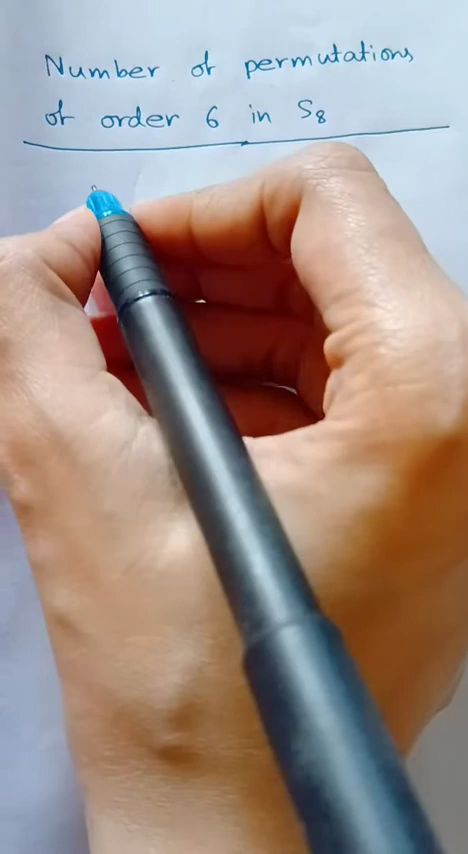 Number of permutations
of order 6 in S₈